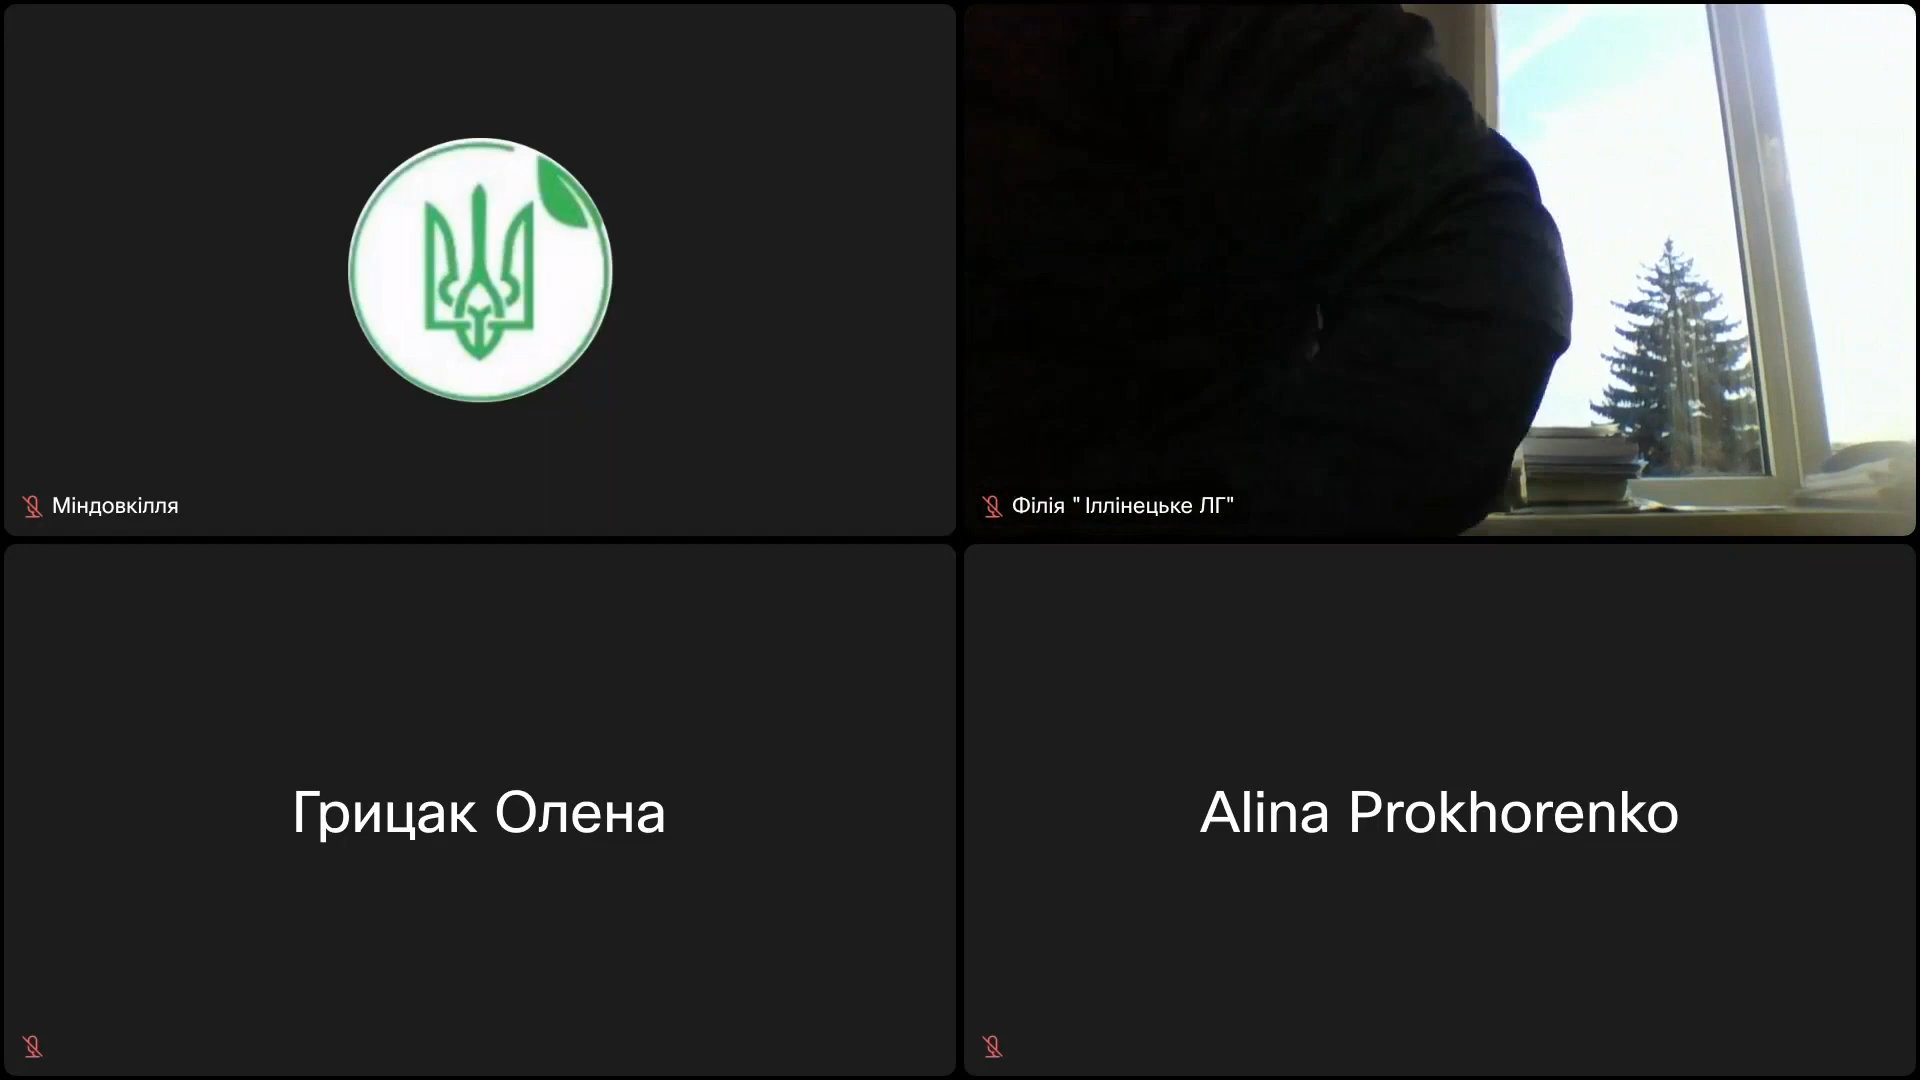 Міндовкілля
Філія " Іллінецьке ЛГ"
Грицак Олена
Alina Prokhorenko